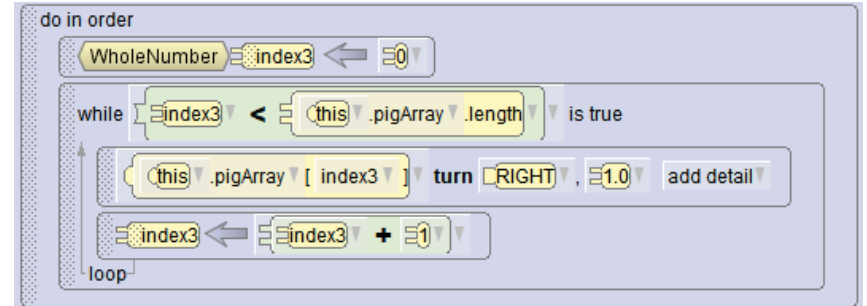 do in order
WholeNumber index3 0
while index3 < this .pigArray .length is true
this .pigArray [ index3 ] turn RIGHT , 1.0 add detail
index3 index3 + 1
loop